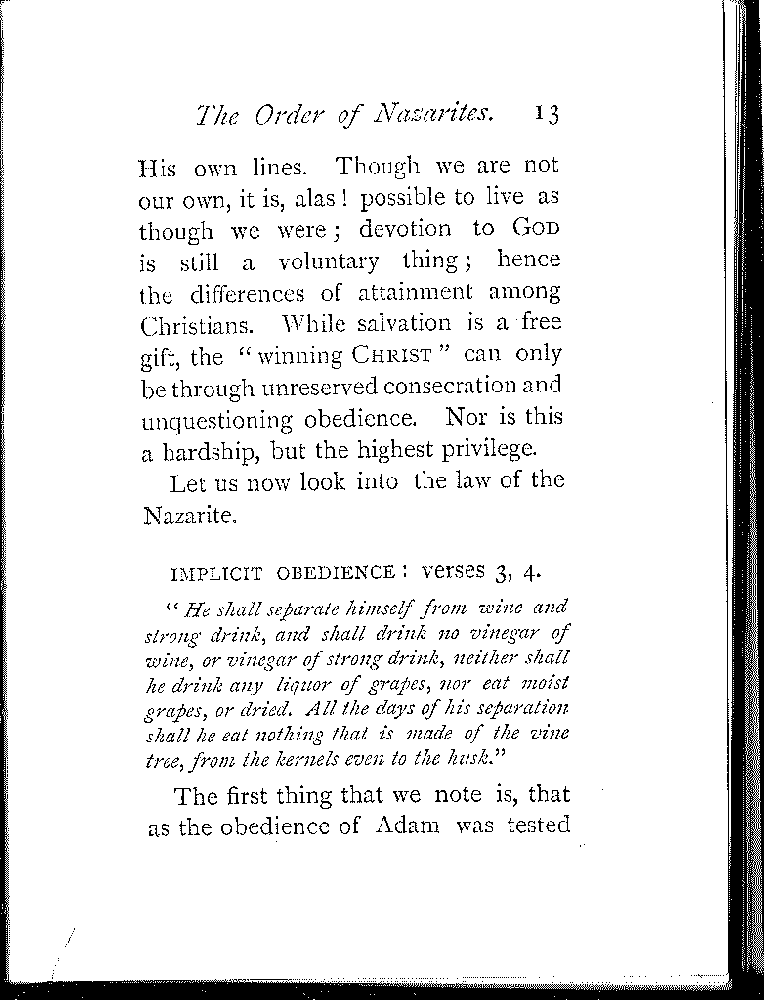 The Order of Nazarites. 13
His own lines. Though we are not
our own, it is, alas! possible to live as
though we were; devotion to GOD
is still a voluntary thing; hence
the differences of attainment among
Christians. While salvation is a free
gift, the "winning CHRIST" can only
be through unreserved consecration and
unquestioning obedience. Nor is this
a hardship, but the highest privilege.
Let us now look into the law of the
Nazarite.
IMPLICIT OBEDIENCE: verses 3, 4.
"He shall separate himself from wine and
strong drink, and shall drink no vinegar of
wine, or vinegar of strong drink, neither shall
he drink any liquor of grapes, nor eat moist
grapes, or dried. All the days of his separation
shall he eat nothing that is made of the vine
tree, from the kernels even to the husk."
The first thing that we note is, that
as the obedience of Adam was tested